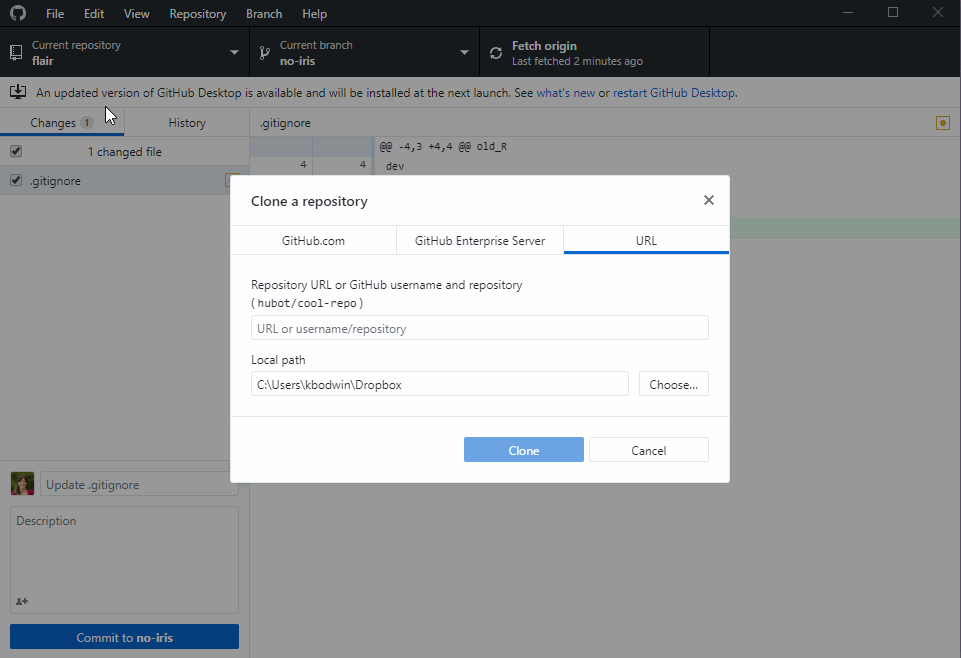 File Edit View Repository Branch Help
Current repository
flair
Current branch
no-iris
Fetch origin
Last fetched 2 minutes ago
An updated version of GitHub Desktop is available and will be installed at the next launch. See what's new or restart GitHub Desktop.
Changes 1 History
.gitignore
1 changed file
@@ -4,3 +4,4 @@ old_R
4 4 dev
.gitignore
Clone a repository
GitHub.com GitHub Enterprise Server URL
Repository URL or GitHub username and repository
(hubot/cool-repo)
URL or username/repository
Local path
C:\Users\kbodwin\Dropbox
Choose...
Clone Cancel
Update .gitignore
Description
Commit to no-iris